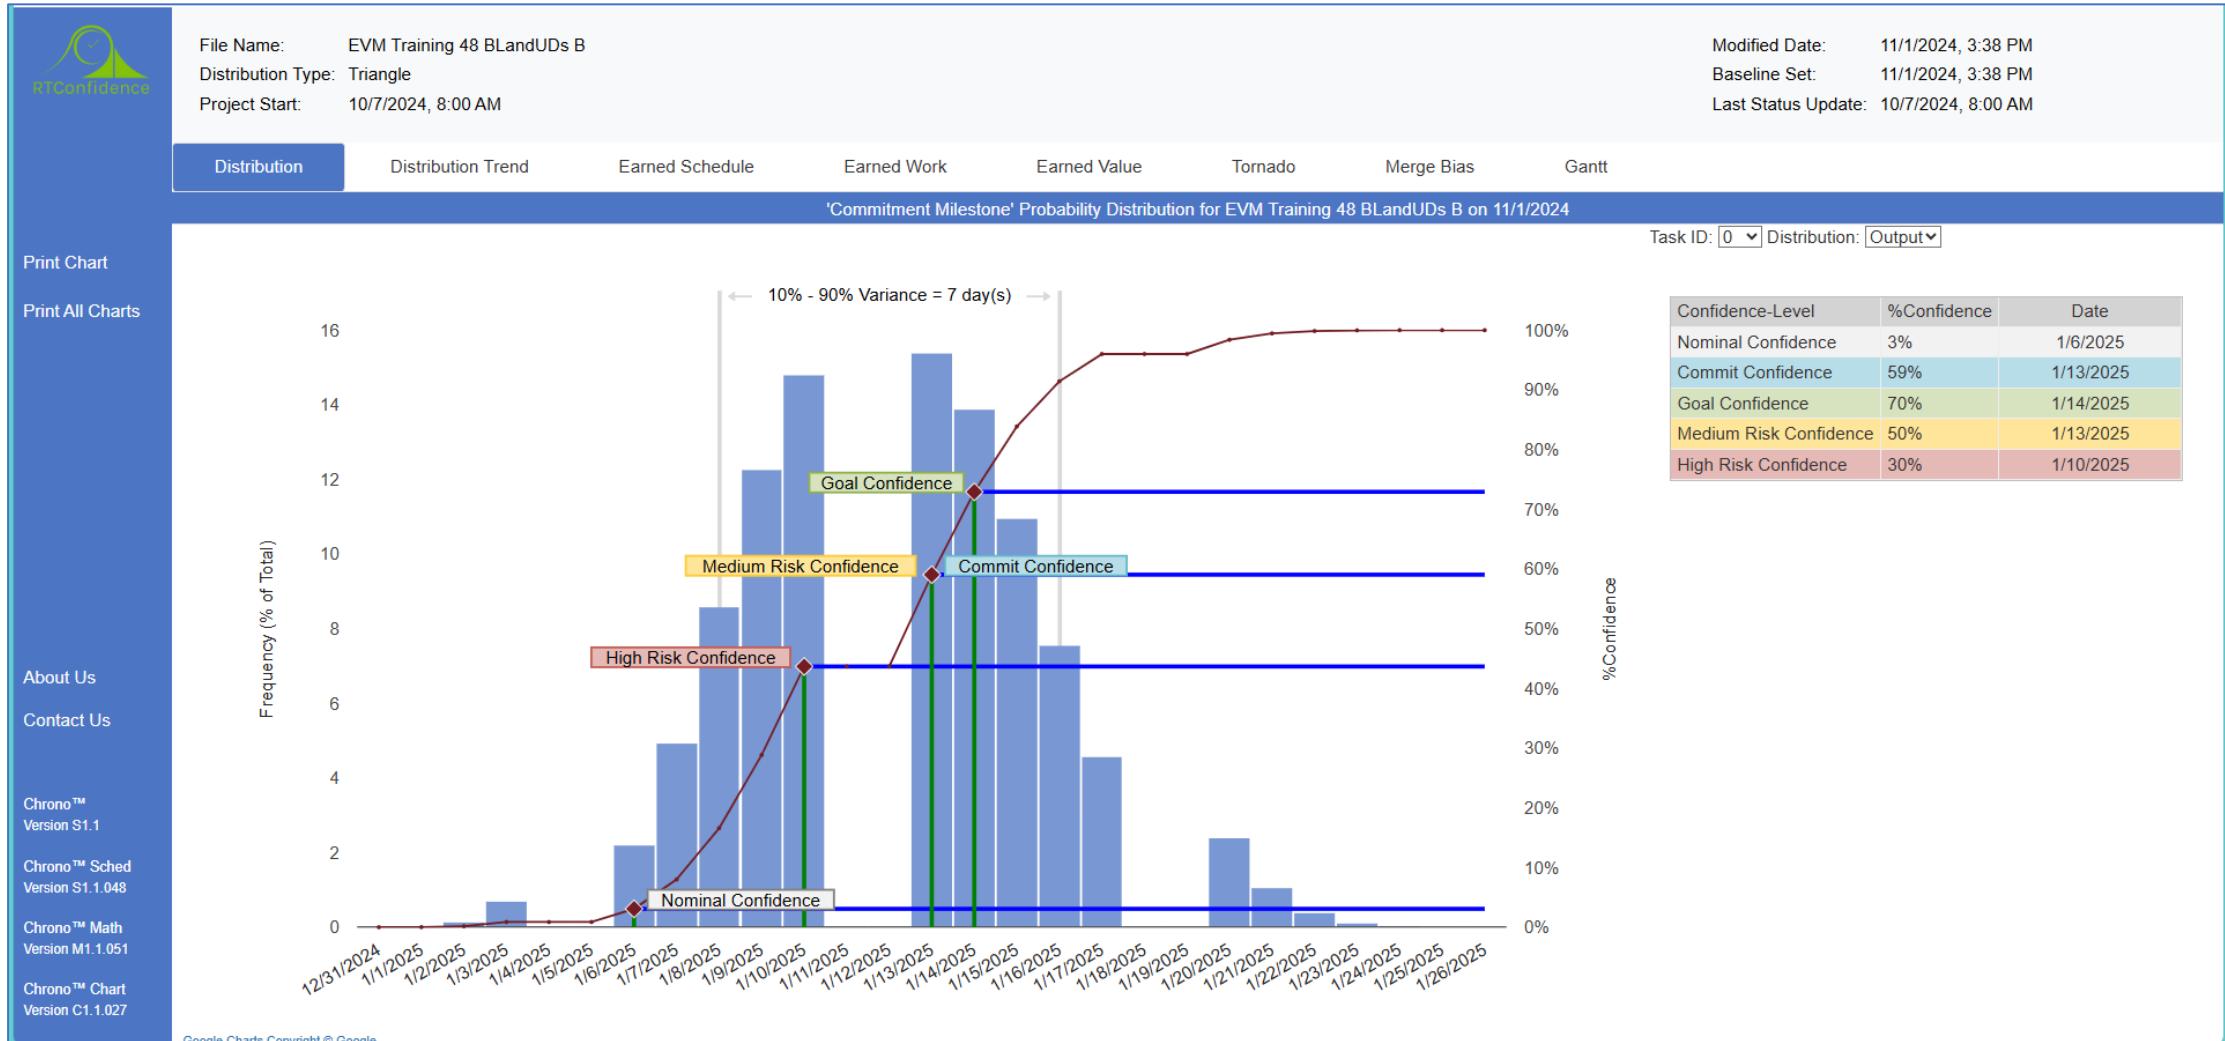 RTConfidence
File Name: EVM Training 48 BLandUDs B
Distribution Type: Triangle
Project Start: 10/7/2024, 8:00 AM
Modified Date: 11/1/2024, 3:38 PM
Baseline Set: 11/1/2024, 3:38 PM
Last Status Update: 10/7/2024, 8:00 AM
Distribution Distribution Trend Earned Schedule Earned Work Earned Value Tornado Merge Bias Gantt
'Commitment Milestone' Probability Distribution for EVM Training 48 BLandUDs B on 11/1/2024
Task ID: 0 Distribution: Output
Print Chart
Print All Charts
About Us
Contact Us
Chrono™
Version S1.1
Chrono™ Sched
Version S1.1.048
Chrono™ Math
Version M1.1.051
Chrono™ Chart
Version C1.1.027
10% - 90% Variance = 7 day(s)
Frequency (% of Total)
16
14
12
10
8
6
4
2
0
Goal Confidence
Medium Risk Confidence
Commit Confidence
High Risk Confidence
Nominal Confidence
100%
90%
80%
70%
60%
50%
40%
30%
20%
10%
0%
%Confidence
12/31/2024
1/1/2025
1/2/2025
1/3/2025
1/4/2025
1/5/2025
1/6/2025
1/7/2025
1/8/2025
1/9/2025
1/10/2025
1/11/2025
1/12/2025
1/13/2025
1/14/2025
1/15/2025
1/16/2025
1/17/2025
1/18/2025
1/19/2025
1/20/2025
1/21/2025
1/22/2025
1/23/2025
1/24/2025
1/25/2025
1/26/2025
Confidence-Level %Confidence Date
Nominal Confidence 3% 1/6/2025
Commit Confidence 59% 1/13/2025
Goal Confidence 70% 1/14/2025
Medium Risk Confidence 50% 1/13/2025
High Risk Confidence 30% 1/10/2025
Google Charts Copyright © Google